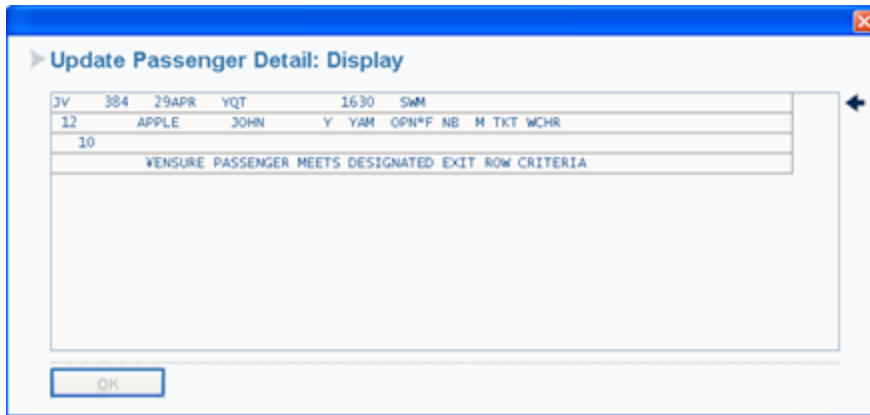 Update Passenger Detail: Display
JV 384 29APR YQT 1630 SWM
12 APPLE JOHN Y YAM OPN*F NB M TKT WCHR
10
¥ENSURE PASSENGER MEETS DESIGNATED EXIT ROW CRITERIA
OK